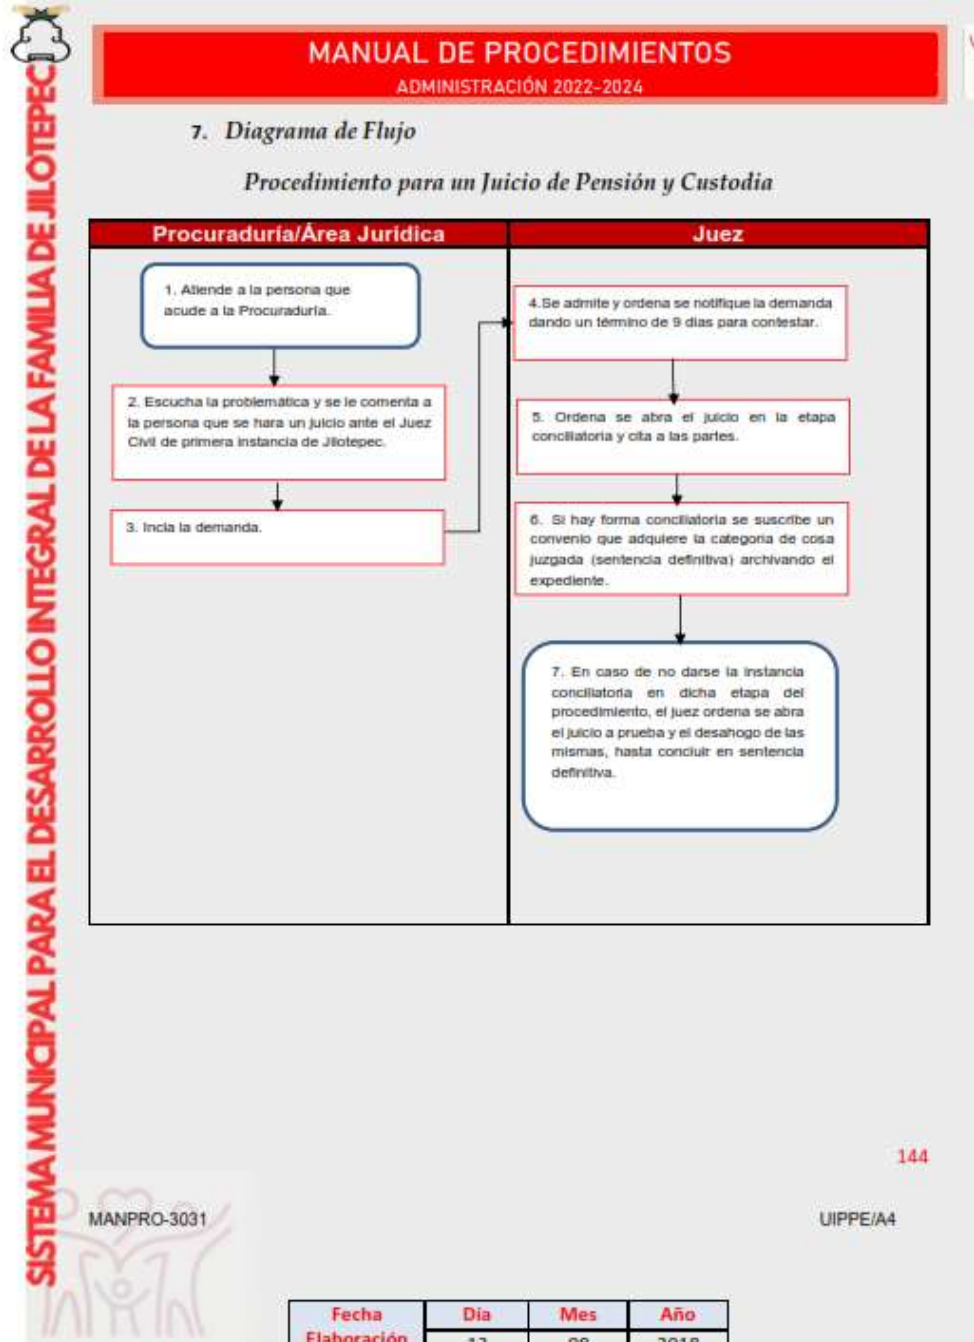 SISTEMA MUNICIPAL PARA EL DESARROLLO INTEGRAL DE LA FAMILIA DE JILOTEPEC
MANUAL DE PROCEDIMIENTOS
ADMINISTRACIÓN 2022-2024
7. Diagrama de Flujo
Procedimiento para un Juicio de Pensión y Custodia
Procuraduría/Área Jurídica
1. Atiende a la persona que
acude a la Procuraduría.
2. Escucha la problemática y se le comenta a
la persona que se hara un juicio ante el Juez
Civil de primera instancia de Jilotepec.
3. Incia la demanda.
Juez
4.Se admite y ordena se notifique la demanda
dando un término de 9 dias para contestar.
5. Ordena se abra el juicio en la etapa
conciliatoria y cita a las partes.
6. Si hay forma conciliatoria se suscribe un
convenio que adquiere la categoria de cosa
juzgada (sentencia definitiva) archivando el
expediente.
7. En caso de no darse la instancia
conciliatoria en dicha etapa del
procedimiento, el juez ordena se abra
el juicio a prueba y el desahogo de las
mismas, hasta concluir en sentencia
definitiva.
144
MANPRO-3031
UIPPE/A4
Fecha Día Mes Año
Elaboración 13 09 2018